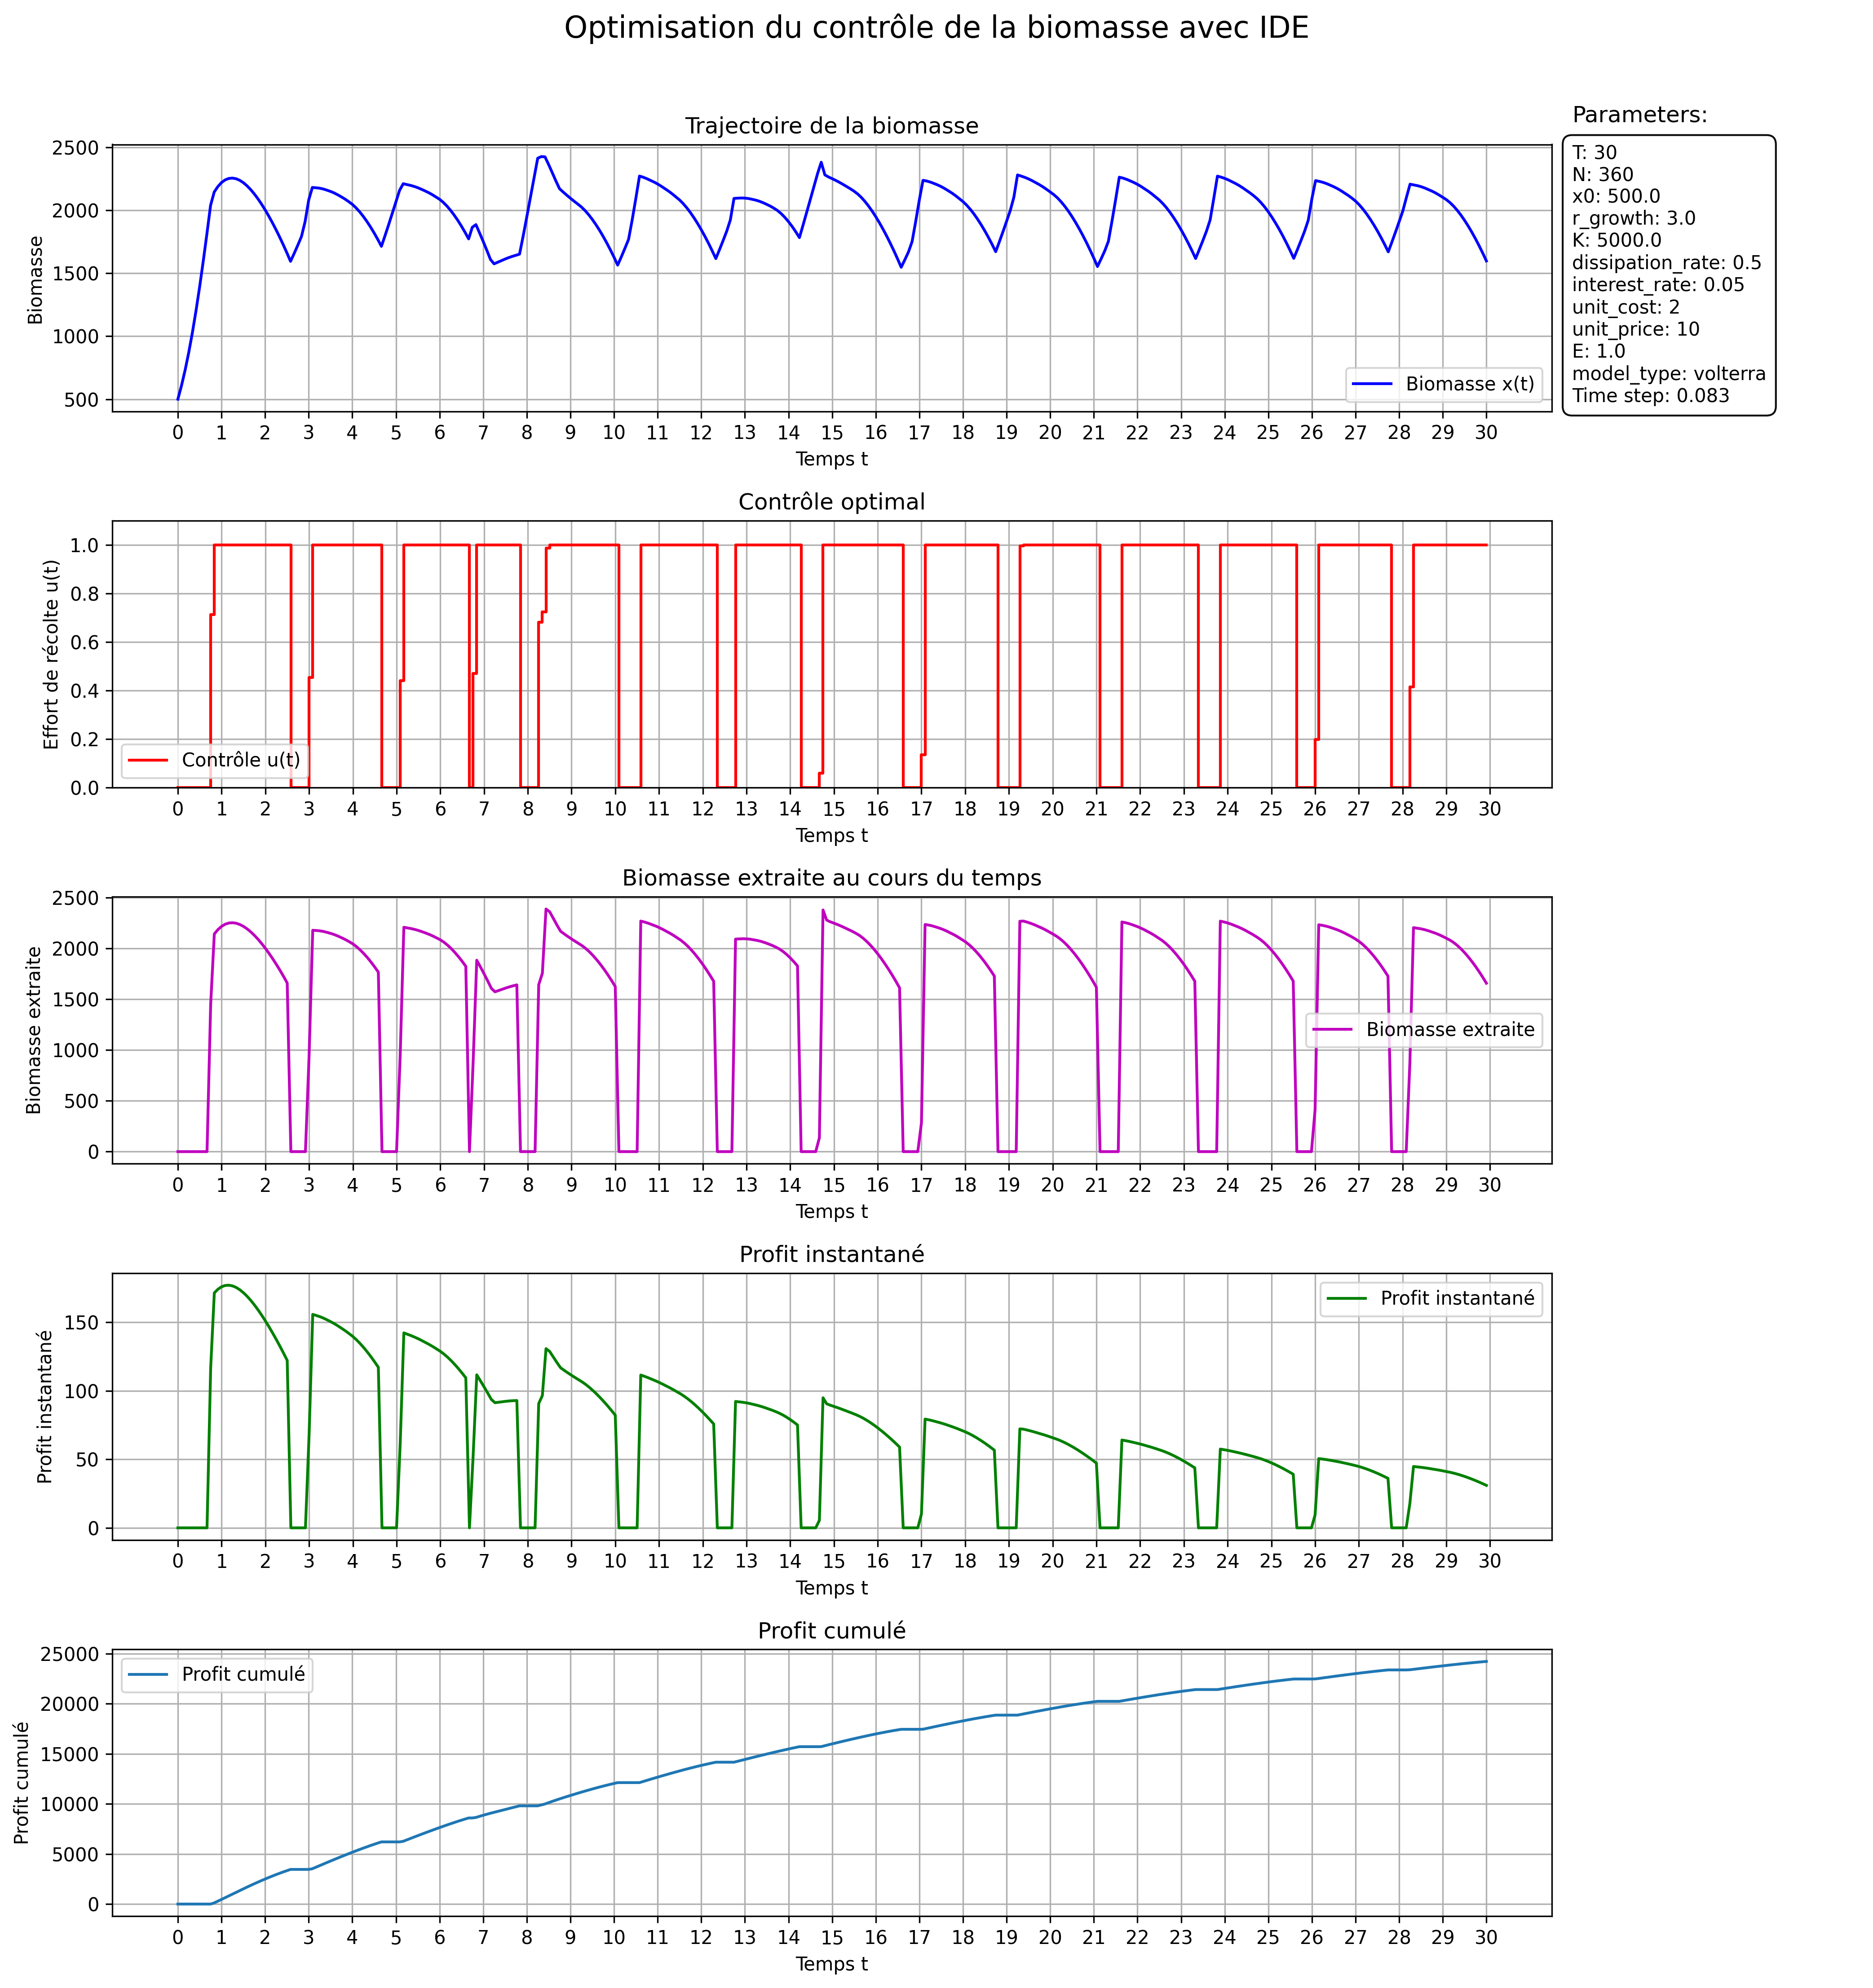 Optimisation du contrôle de la biomasse avec IDE
Trajectoire de la biomasse
2500
2000
1500
1000
500
Biomasse
Biomasse x(t)
0 1 2 3 4 5 6 7 8 9 10 11 12 13 14 15 16 17 18 19 20 21 22 23 24 25 26 27 28 29 30
Temps t
Parameters:
T: 30
N: 360
x0: 500.0
r_growth: 3.0
K: 5000.0
dissipation_rate: 0.5
interest_rate: 0.05
unit_cost: 2
unit_price: 10
E: 1.0
model_type: volterra
Time step: 0.083
Contrôle optimal
1.0
0.8
0.6
0.4
0.2
0.0
Effort de récolte u(t)
Contrôle u(t)
0 1 2 3 4 5 6 7 8 9 10 11 12 13 14 15 16 17 18 19 20 21 22 23 24 25 26 27 28 29 30
Temps t
Biomasse extraite au cours du temps
2500
2000
1500
1000
500
0
Biomasse extraite
Biomasse extraite
0 1 2 3 4 5 6 7 8 9 10 11 12 13 14 15 16 17 18 19 20 21 22 23 24 25 26 27 28 29 30
Temps t
Profit instantané
150
100
50
0
Profit instantané
Profit instantané
0 1 2 3 4 5 6 7 8 9 10 11 12 13 14 15 16 17 18 19 20 21 22 23 24 25 26 27 28 29 30
Temps t
Profit cumulé
25000
20000
15000
10000
5000
0
Profit cumulé
Profit cumulé
0 1 2 3 4 5 6 7 8 9 10 11 12 13 14 15 16 17 18 19 20 21 22 23 24 25 26 27 28 29 30
Temps t